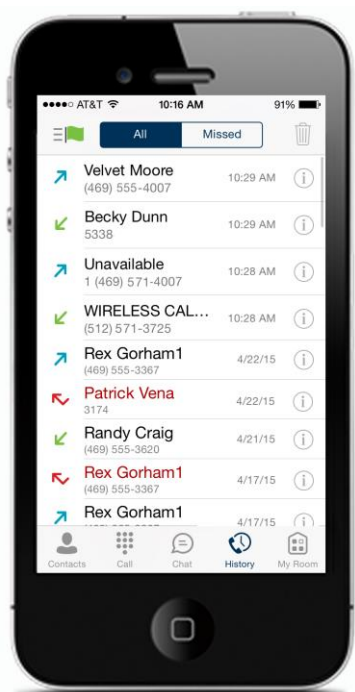 AT&T 10:16 AM 91%
All Missed
Velvet Moore
(469) 555-4007
10:29 AM
Becky Dunn
5338
10:29 AM
Unavailable
1 (469) 571-4007
10:28 AM
WIRELESS CAL...
(512) 571-3725
10:28 AM
Rex Gorham1
(469) 555-3367
4/22/15
Patrick Vena
3174
4/22/15
Randy Craig
(469) 555-3620
4/21/15
Rex Gorham1
(469) 555-3367
4/17/15
Rex Gorham1
4/17/15
Contacts Call Chat History My Room